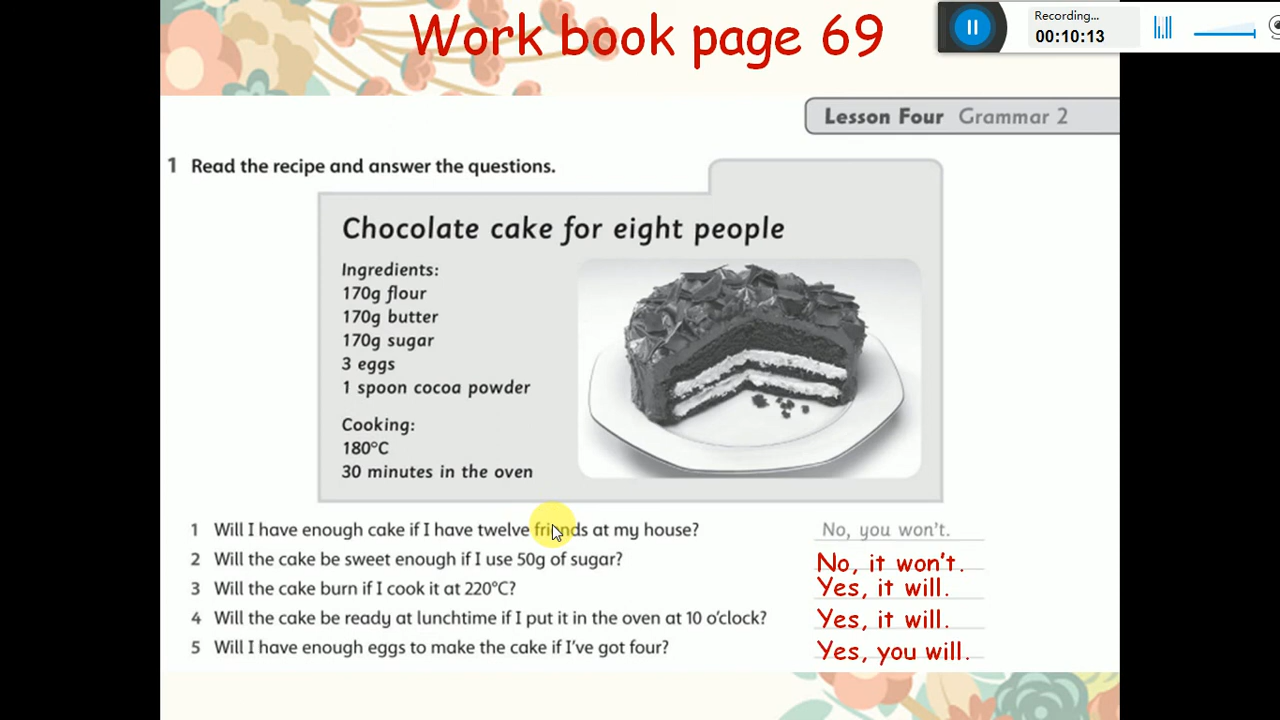 Work book page 69
Recording...
00:10:13
Lesson Four Grammar 2
1 Read the recipe and answer the questions.
Chocolate cake for eight people
Ingredients:
170g flour
170g butter
170g sugar
3 eggs
1 spoon cocoa powder
Cooking:
180°C
30 minutes in the oven
1 Will I have enough cake if I have twelve friends at my house? No, you won't.
2 Will the cake be sweet enough if I use 50g of sugar? No, it won't.
3 Will the cake burn if I cook it at 220°C? Yes, it will.
4 Will the cake be ready at lunchtime if I put it in the oven at 10 o'clock? Yes, it will.
5 Will I have enough eggs to make the cake if I've got four? Yes, you will.